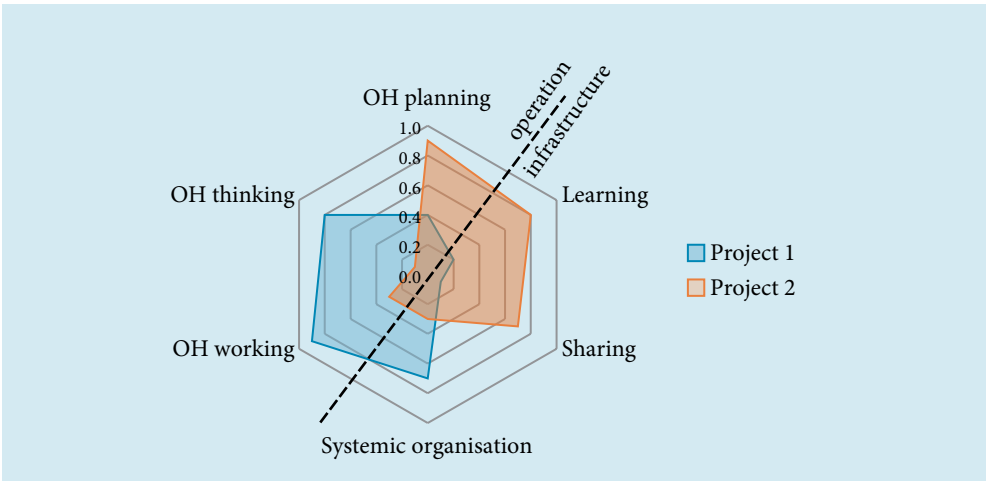 operation
infrastructure
OH planning
1.0
0.8
0.6
0.4
0.2
0.0
OH thinking
Learning
Project 1
Project 2
OH working
Sharing
Systemic organisation